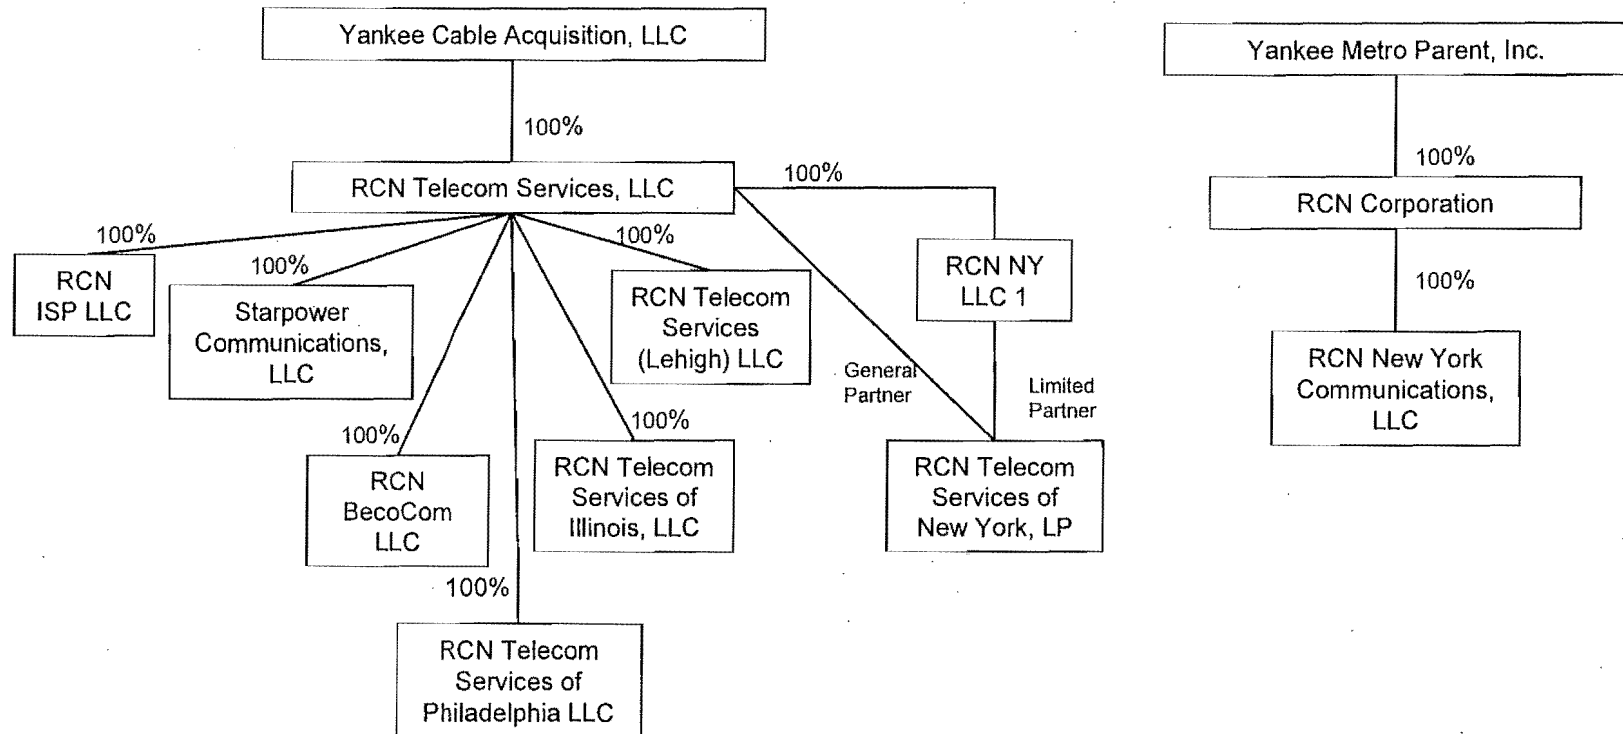 Yankee Cable Acquisition, LLC
100%
RCN Telecom Services, LLC
100%
RCN
ISP LLC
100%
Starpower
Communications,
LLC
100%
RCN
BecoCom
LLC
100%
RCN Telecom
Services of
Philadelphia LLC
100%
RCN Telecom
Services of
Illinois, LLC
100%
RCN Telecom
Services
(Lehigh) LLC
100%
RCN NY
LLC 1
General
Partner
Limited
Partner
RCN Telecom
Services of
New York, LP
Yankee Metro Parent, Inc.
100%
RCN Corporation
100%
RCN New York
Communications,
LLC